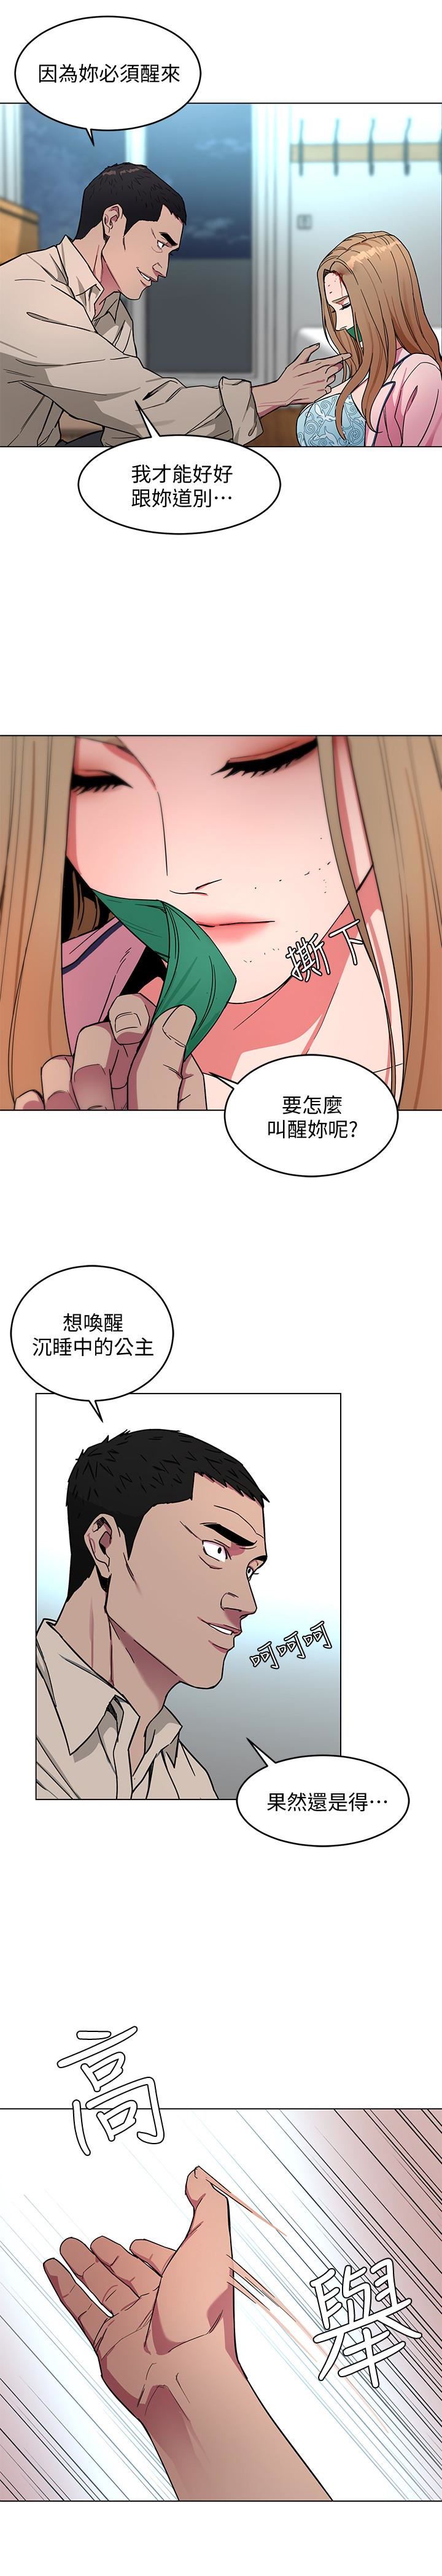 因為妳必須醒來
我才能好好
跟妳道別⋯
撕下
要怎麼
叫醒妳呢?
想喚醒
沉睡中的公主
呵呵呵
果然還是得⋯
高
舉